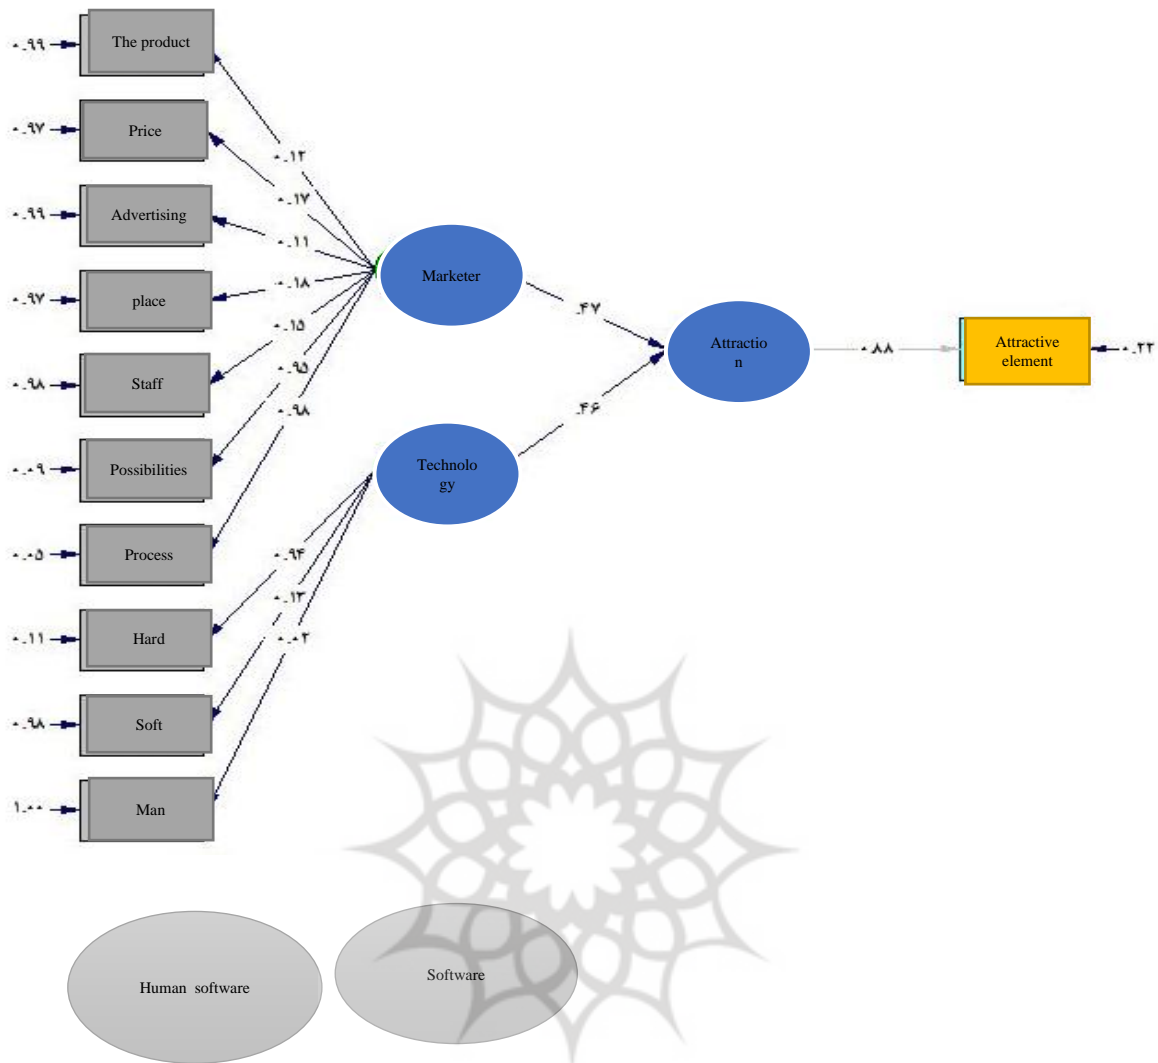 The product
۰.۹۹
Price
۰.۹۷
۰.۱۲
۰.۱۷
Advertising
۰.۹۹
۰.۱۱
Marketer
place
۰.۹۷
۰.۱۸
۰.۱۵
.۴۷
Attractio
n
۰.۸۸
Attractive
element
۰.۲۲
Staff
۰.۹۸
۰.۹۵
۰.۹۸
.۴۶
Possibilities
۰.۰۹
Technolo
gy
Process
۰.۰۵
۰.۹۴
۰.۱۳
Hard
۰.۱۱
۰.۰۲
Soft
۰.۹۸
Man
۱.۰۰
Human software
Software